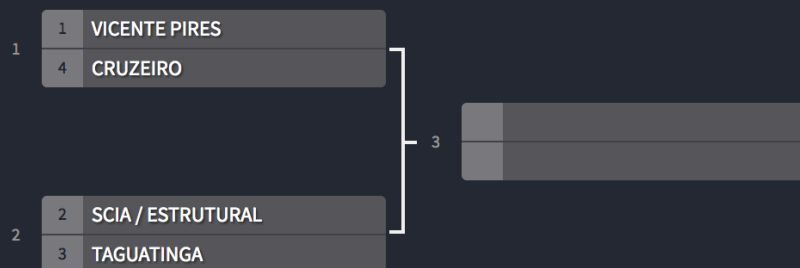 1
1 VICENTE PIRES
4 CRUZEIRO
3
2
2 SCIA / ESTRUTURAL
3 TAGUATINGA